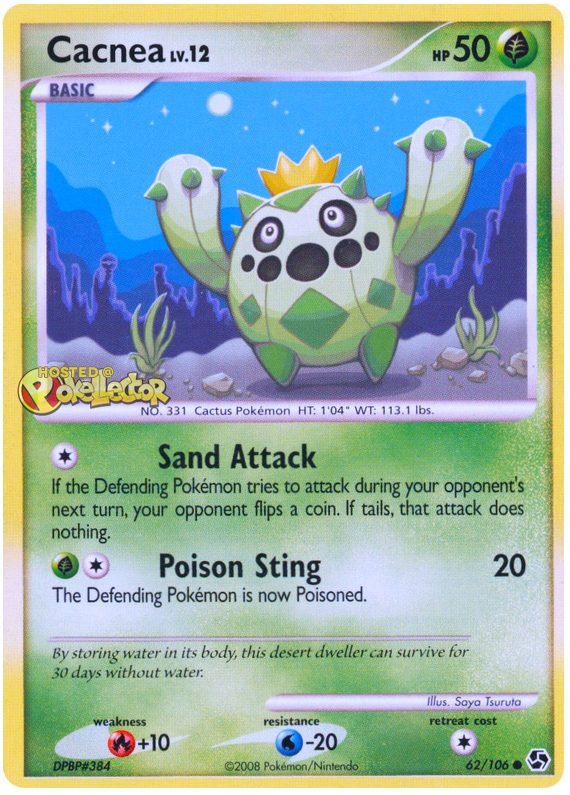 Cacnea LV.12
HP 50
BASIC
HOSTED @
PokéllectoR
NO. 331 Cactus Pokémon HT: 1'04" WT: 113.1 lbs.
Sand Attack
If the Defending Pokémon tries to attack during your opponent's
next turn, your opponent flips a coin. If tails, that attack does
nothing.
Poison Sting 20
The Defending Pokémon is now Poisoned.
By storing water in its body, this desert dweller can survive for
30 days without water.
Illus. Saya Tsuruta
weakness resistance retreat cost
+10 -20
DPBP#384 ©2008 Pokémon/Nintendo 62/106